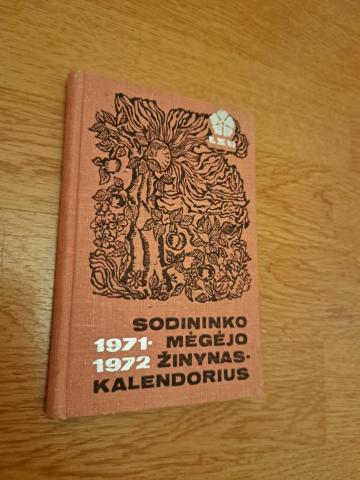 SODININKO
1971- MĖGĖJO
1972 ŽINYNAS-
KALENDORIUS